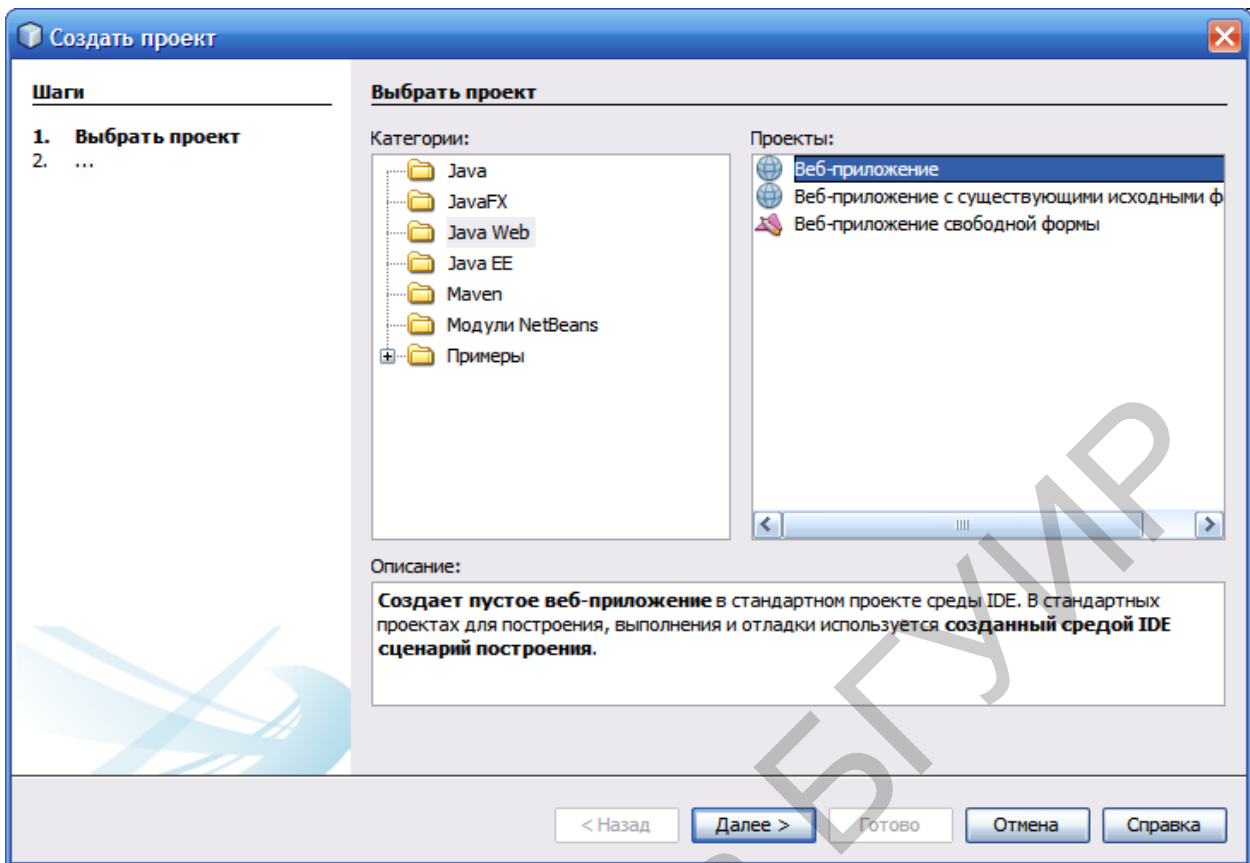 Создать проект
Шаги
1. Выбрать проект
2. ...
Выбрать проект
Категории:
Java
JavaFX
Java Web
Java EE
Maven
Модули NetBeans
Примеры
Проекты:
Веб-приложение
Веб-приложение с существующими исходными ф
Веб-приложение свободной формы
Описание:
Создает пустое веб-приложение в стандартном проекте среды IDE. В стандартных
проектах для построения, выполнения и отладки используется созданный средой IDE
сценарий построения.
< Назад
Далее >
Готово
Отмена
Справка
БГУИР